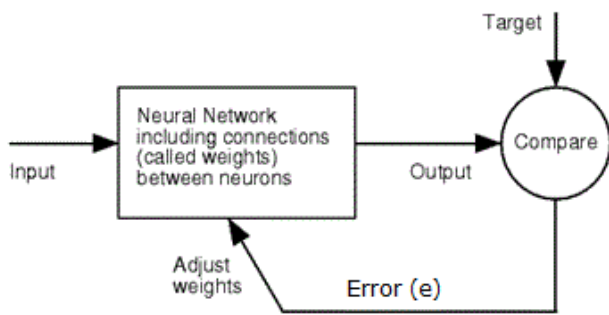 Target
Neural Network
including connections
(called weights)
between neurons
Compare
Input
Output
Adjust
weights
Error (e)